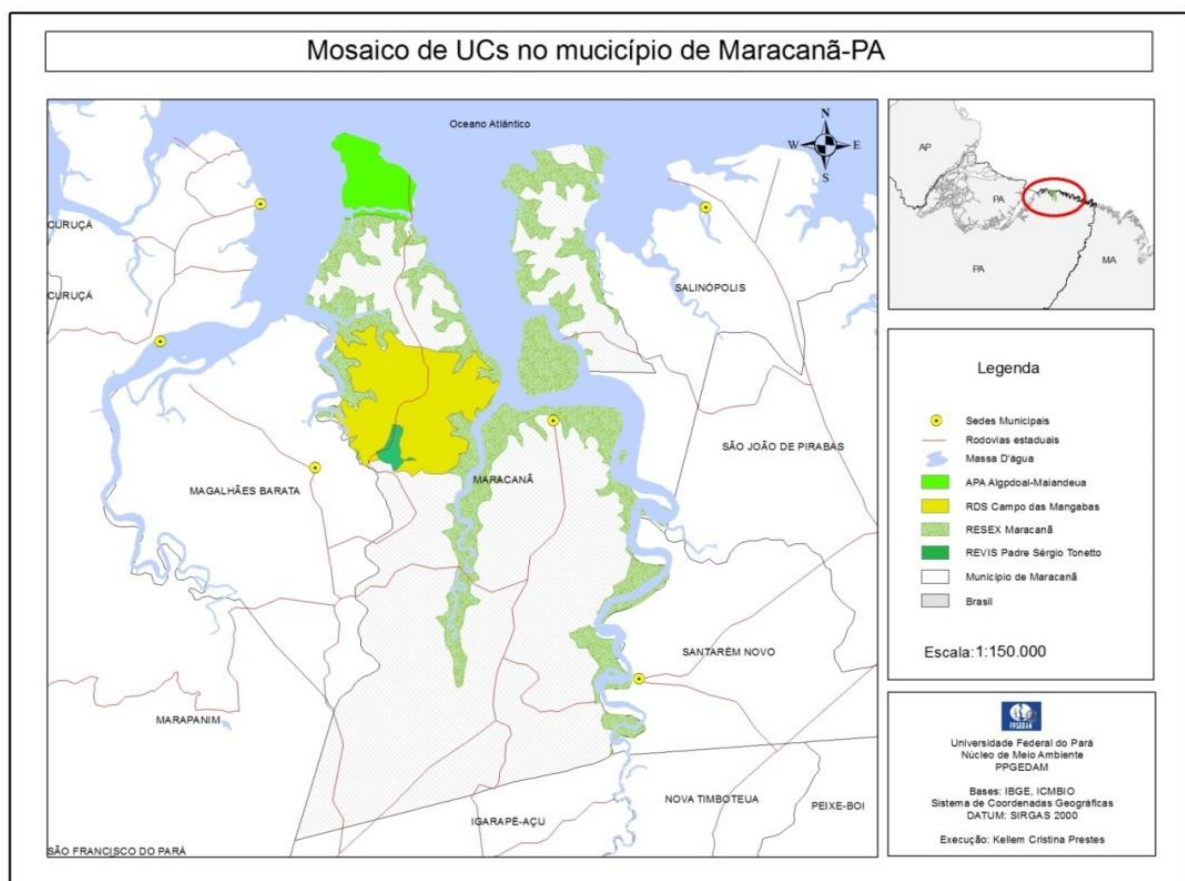 Mosaico de UCs no mucicípio de Maracanã-PA
Oceano Atlântico
N
W
E
S
CURUÇÁ
CURUÇÁ
SALINÓPOLIS
SÃO JOÃO DE PIRABAS
MAGALHÃES BARATA
MARACANÃ
SANTARÉM NOVO
MARAPANIM
NOVA TIMBOTEUA
PEIXE-BOI
IGARAPÉ-AÇU
SÃO FRANCISCO DO PARÁ
AP
PA
PA
MA
Legenda
Sedes Municipais
Rodovias estaduais
Massa D'água
APA Algpdoal-Maiandeua
RDS Campo das Mangabas
RESEX Maracanã
REVIS Padre Sérgio Tonetto
Município de Maracanã
Brasil
Escala:1:150.000
PPGEDAM
Universidade Federal do Pará
Núcleo de Meio Ambiente
PPGEDAM
Bases: IBGE, ICMBIO
Sistema de Coordenadas Geográficas
DATUM: SIRGAS 2000
Execução: Kellem Cristina Prestes